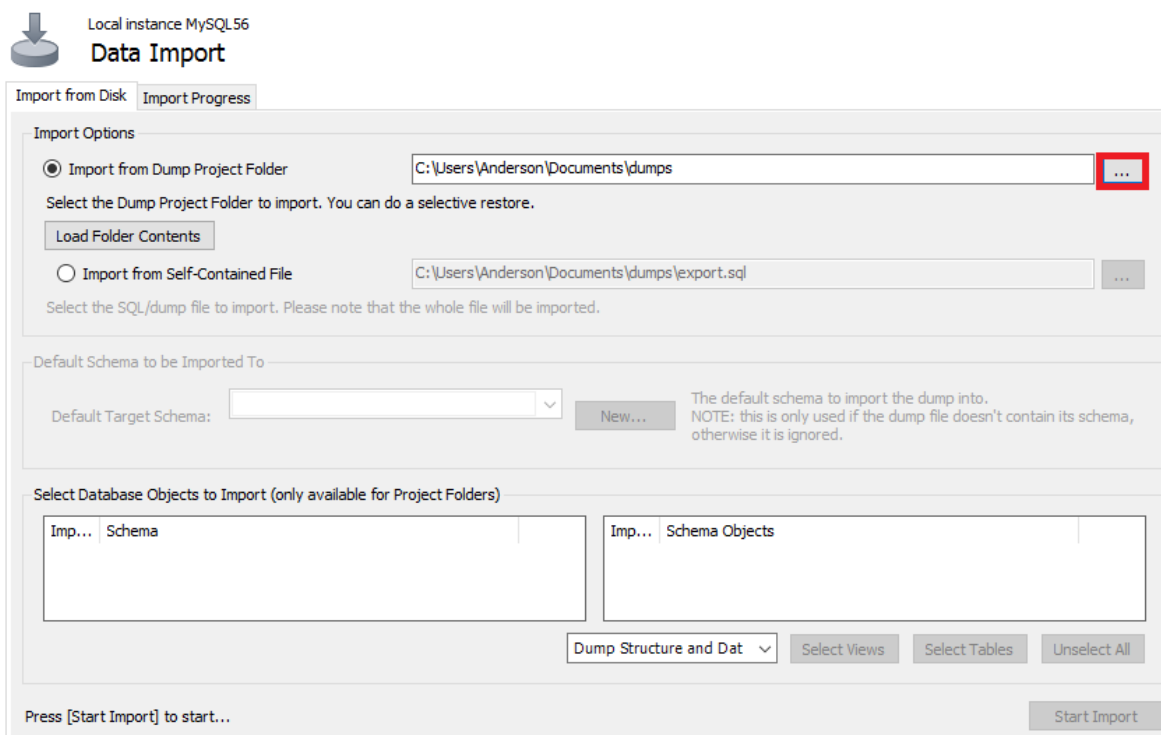 Local instance MySQL56
Data Import
Import from Disk
Import Progress
Import Options
Import from Dump Project Folder
C:\Users\Anderson\Documents\dumps
...
Select the Dump Project Folder to import. You can do a selective restore.
Load Folder Contents
Import from Self-Contained File
C:\Users\Anderson\Documents\dumps\export.sql
...
Select the SQL/dump file to import. Please note that the whole file will be imported.
Default Schema to be Imported To
Default Target Schema:
New...
The default schema to import the dump into.
NOTE: this is only used if the dump file doesn't contain its schema,
otherwise it is ignored.
Select Database Objects to Import (only available for Project Folders)
Imp... Schema
Imp... Schema Objects
Dump Structure and Dat
Select Views
Select Tables
Unselect All
Press [Start Import] to start...
Start Import